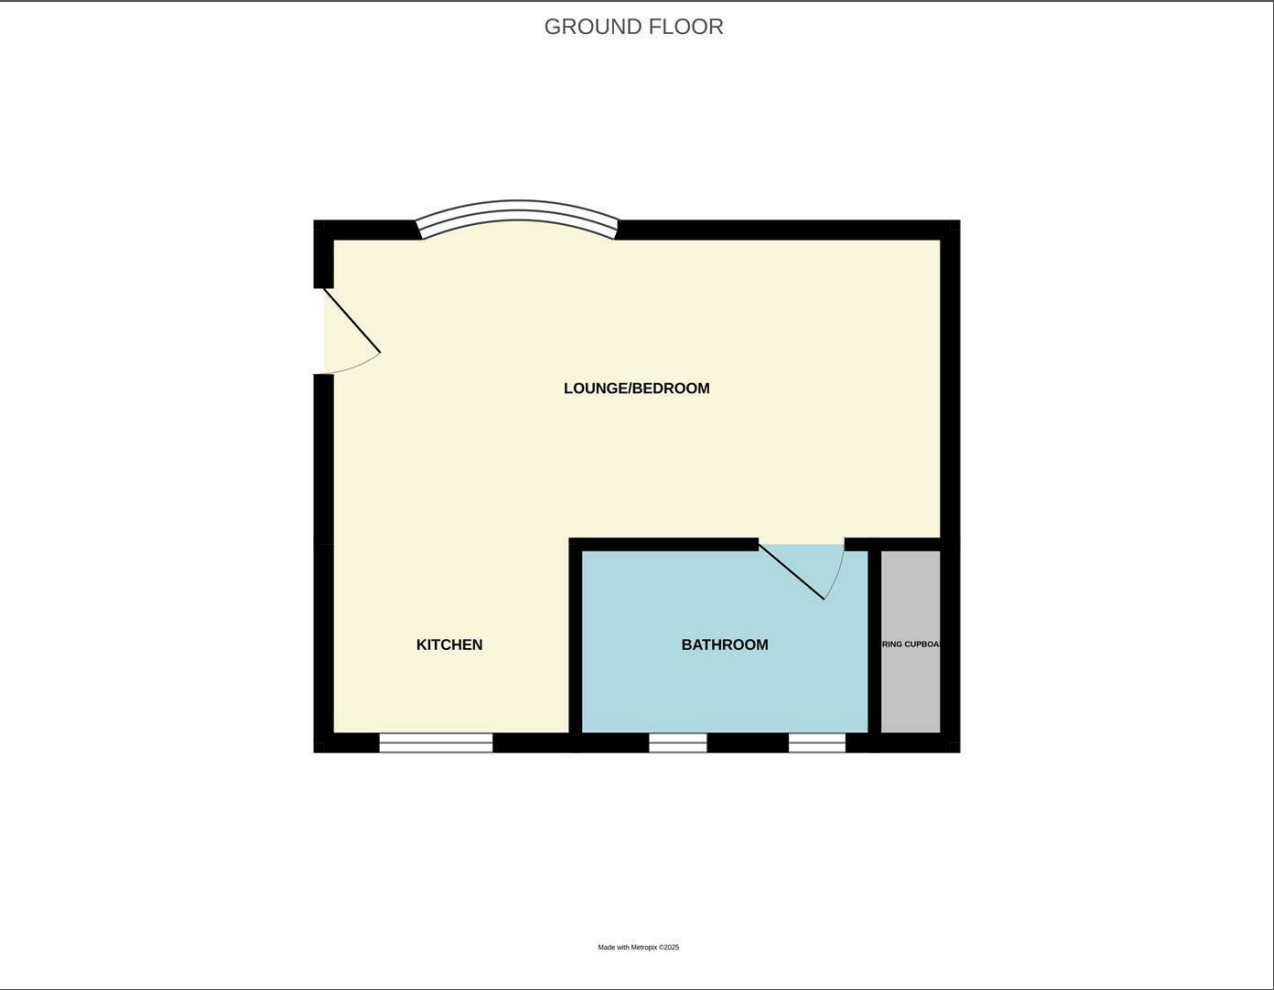 GROUND FLOOR
LOUNGE/BEDROOM
KITCHEN
BATHROOM
RING CUPBOA
Made with Metropix ©2025